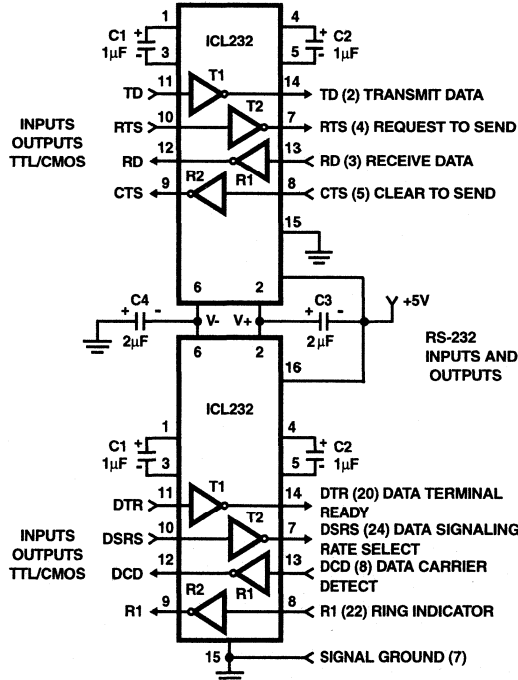 1 4
C1 + ICL232 + C2
1μF - - 1μF
3 5
T1
TD 11 14 TD (2) TRANSMIT DATA
T2
RTS 10 7 RTS (4) REQUEST TO SEND
INPUTS
OUTPUTS
TTL/CMOS
RD 12 13 RD (3) RECEIVE DATA
R2 R1
CTS 9 8 CTS (5) CLEAR TO SEND
15
6 2
C4 C3
+ - V- V+ + - +5V
2μF 2μF
6 2
RS-232
INPUTS AND
OUTPUTS
16
ICL232
1 4
C1 + + C2
1μF - - 1μF
3 5
T1
DTR 11 14 DTR (20) DATA TERMINAL
READY
T2
DSRS 10 7 DSRS (24) DATA SIGNALING
RATE SELECT
INPUTS
OUTPUTS
TTL/CMOS
DCD 12 13 DCD (8) DATA CARRIER
DETECT
R2 R1
R1 9 8 R1 (22) RING INDICATOR
15 SIGNAL GROUND (7)